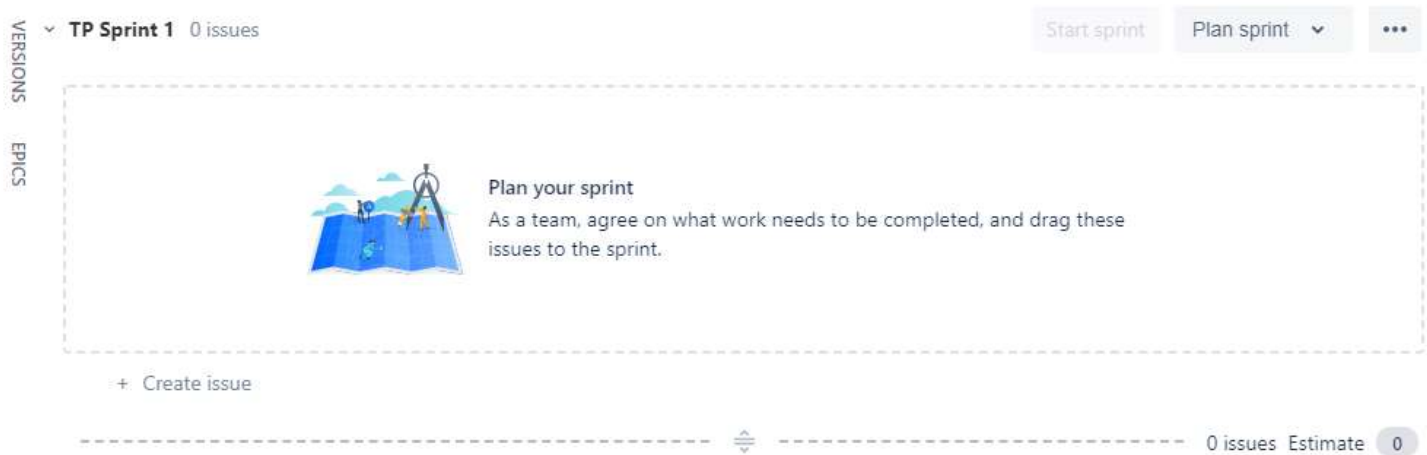 VERSIONS
EPICS
TP Sprint 1 0 issues
Start sprint
Plan sprint
Plan your sprint
As a team, agree on what work needs to be completed, and drag these
issues to the sprint.
+ Create issue
0 issues Estimate 0